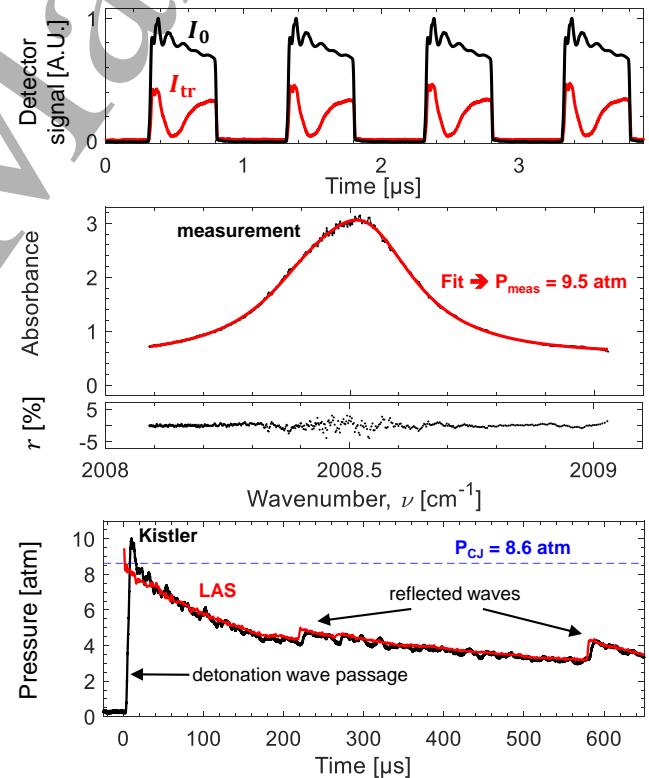 1
0
Detector
signal [A.U.]
I₀
Iₜᵣ
0 1 2 3
Time [µs]
3
2
1
0
Absorbance
measurement
Fit ➔ Pₘₑₐₛ = 9.5 atm
5
-5
r [%]
2008 2008.5 2009
Wavenumber, ν [cm⁻¹]
10
8
6
4
2
0
Pressure [atm]
Kistler
P_CJ = 8.6 atm
LAS
reflected waves
detonation wave passage
0 100 200 300 400 500 600
Time [µs]